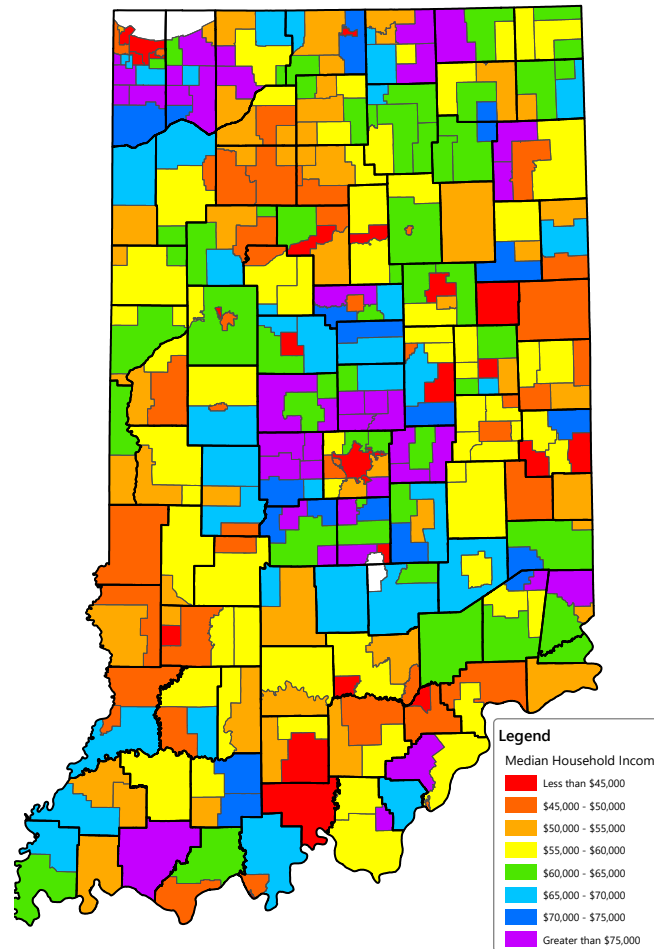 Legend
Median Household Incom
Less than $45,000
$45,000 - $50,000
$50,000 - $55,000
$55,000 - $60,000
$60,000 - $65,000
$65,000 - $70,000
$70,000 - $75,000
Greater than $75,000